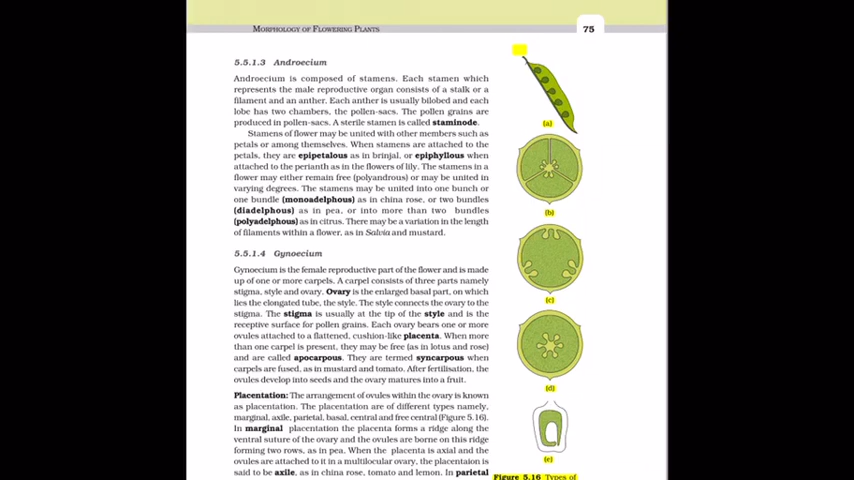 MORPHOLOGY OF FLOWERING PLANTS
75
5.5.1.3 Androecium
Androecium is composed of stamens. Each stamen which
represents the male reproductive organ consists of a stalk or a
filament and an anther. Each anther is usually bilobed and each
lobe has two chambers, the pollen-sacs. The pollen grains are
produced in pollen-sacs. A sterile stamen is called staminode.
Stamens of flower may be united with other members such as
petals or among themselves. When stamens are attached to the
petals, they are epipetalous as in brinjal, or epiphyllous when
attached to the perianth as in the flowers of lily. The stamens in a
flower may either remain free (polyandrous) or may be united in
varying degrees. The stamens may be united into one bunch or
one bundle (monoadelphous) as in china rose, or two bundles
(diadelphous) as in pea, or into more than two bundles
(polyadelphous) as in citrus. There may be a variation in the length
of filaments within a flower, as in Salvia and mustard.
5.5.1.4 Gynoecium
Gynoecium is the female reproductive part of the flower and is made
up of one or more carpels. A carpel consists of three parts namely
stigma, style and ovary. Ovary is the enlarged basal part, on which
lies the elongated tube, the style. The style connects the ovary to the
stigma. The stigma is usually at the tip of the style and is the
receptive surface for pollen grains. Each ovary bears one or more
ovules attached to a flattened, cushion-like placenta. When more
than one carpel is present, they may be free (as in lotus and rose)
and are called apocarpous. They are termed syncarpous when
carpels are fused, as in mustard and tomato. After fertilisation, the
ovules develop into seeds and the ovary matures into a fruit.
Placentation: The arrangement of ovules within the ovary is known
as placentation. The placentation are of different types namely,
marginal, axile, parietal, basal, central and free central (Figure 5.16).
In marginal placentation the placenta forms a ridge along the
ventral suture of the ovary and the ovules are borne on this ridge
forming two rows, as in pea. When the placenta is axial and the
ovules are attached to it in a multilocular ovary, the placentaion is
said to be axile, as in china rose, tomato and lemon. In parietal
(a)
(b)
(c)
(d)
(e)
Figure 5.16 Types of